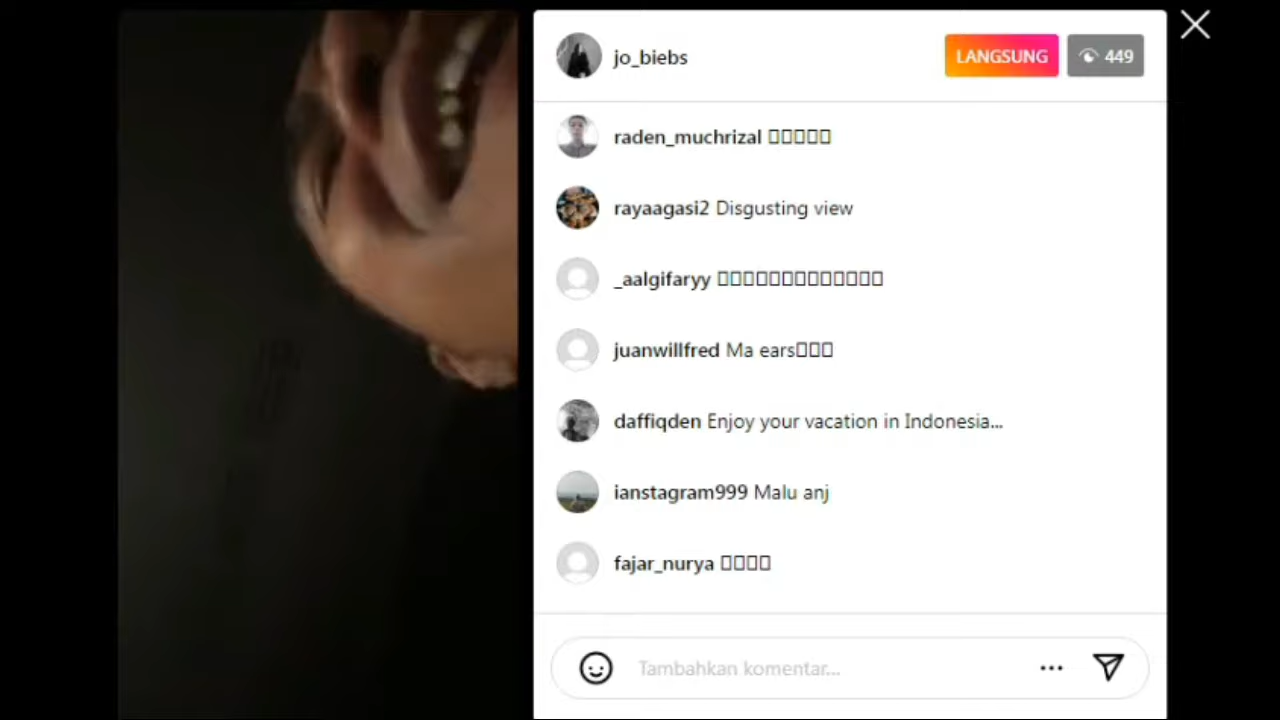 jo_biebs
LANGSUNG
449
raden_muchrizal
rayaagasi2 Disgusting view
_aalgifaryy
juanwillfred Ma ears
daffiqden Enjoy your vacation in Indonesia...
ianstagram999 Malu anj
fajar_nurya
Tambahkan komentar...